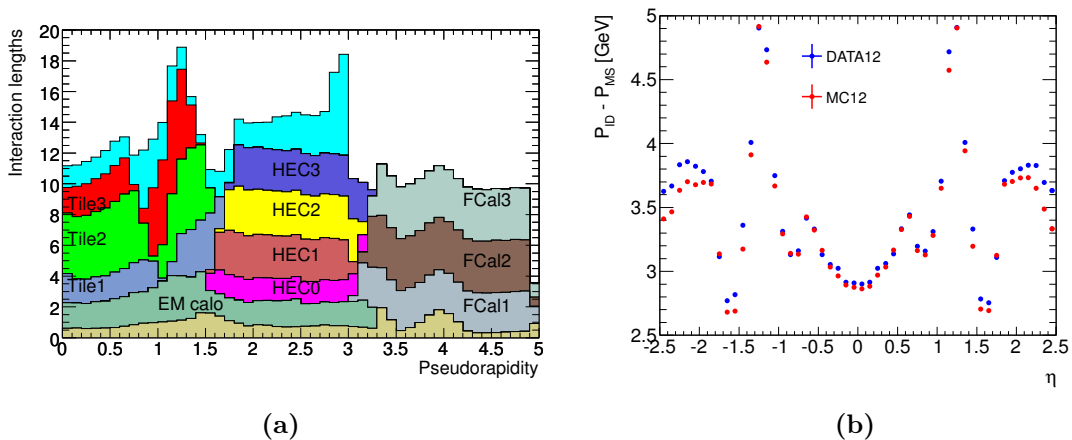 Interaction lengths
20
18
16
14
12
10
8
6
4
2
0
Tile3
Tile2
Tile1
EM calo
HEC3
HEC2
HEC1
HEC0
FCal3
FCal2
FCal1
0 0.5 1 1.5 2 2.5 3 3.5 4 4.5 5
Pseudorapidity
(a)
P_ID - P_MS [GeV]
5
4.5
4
3.5
3
2.5
DATA12
MC12
-2.5 -2 -1.5 -1 -0.5 0 0.5 1 1.5 2 2.5
η
(b)